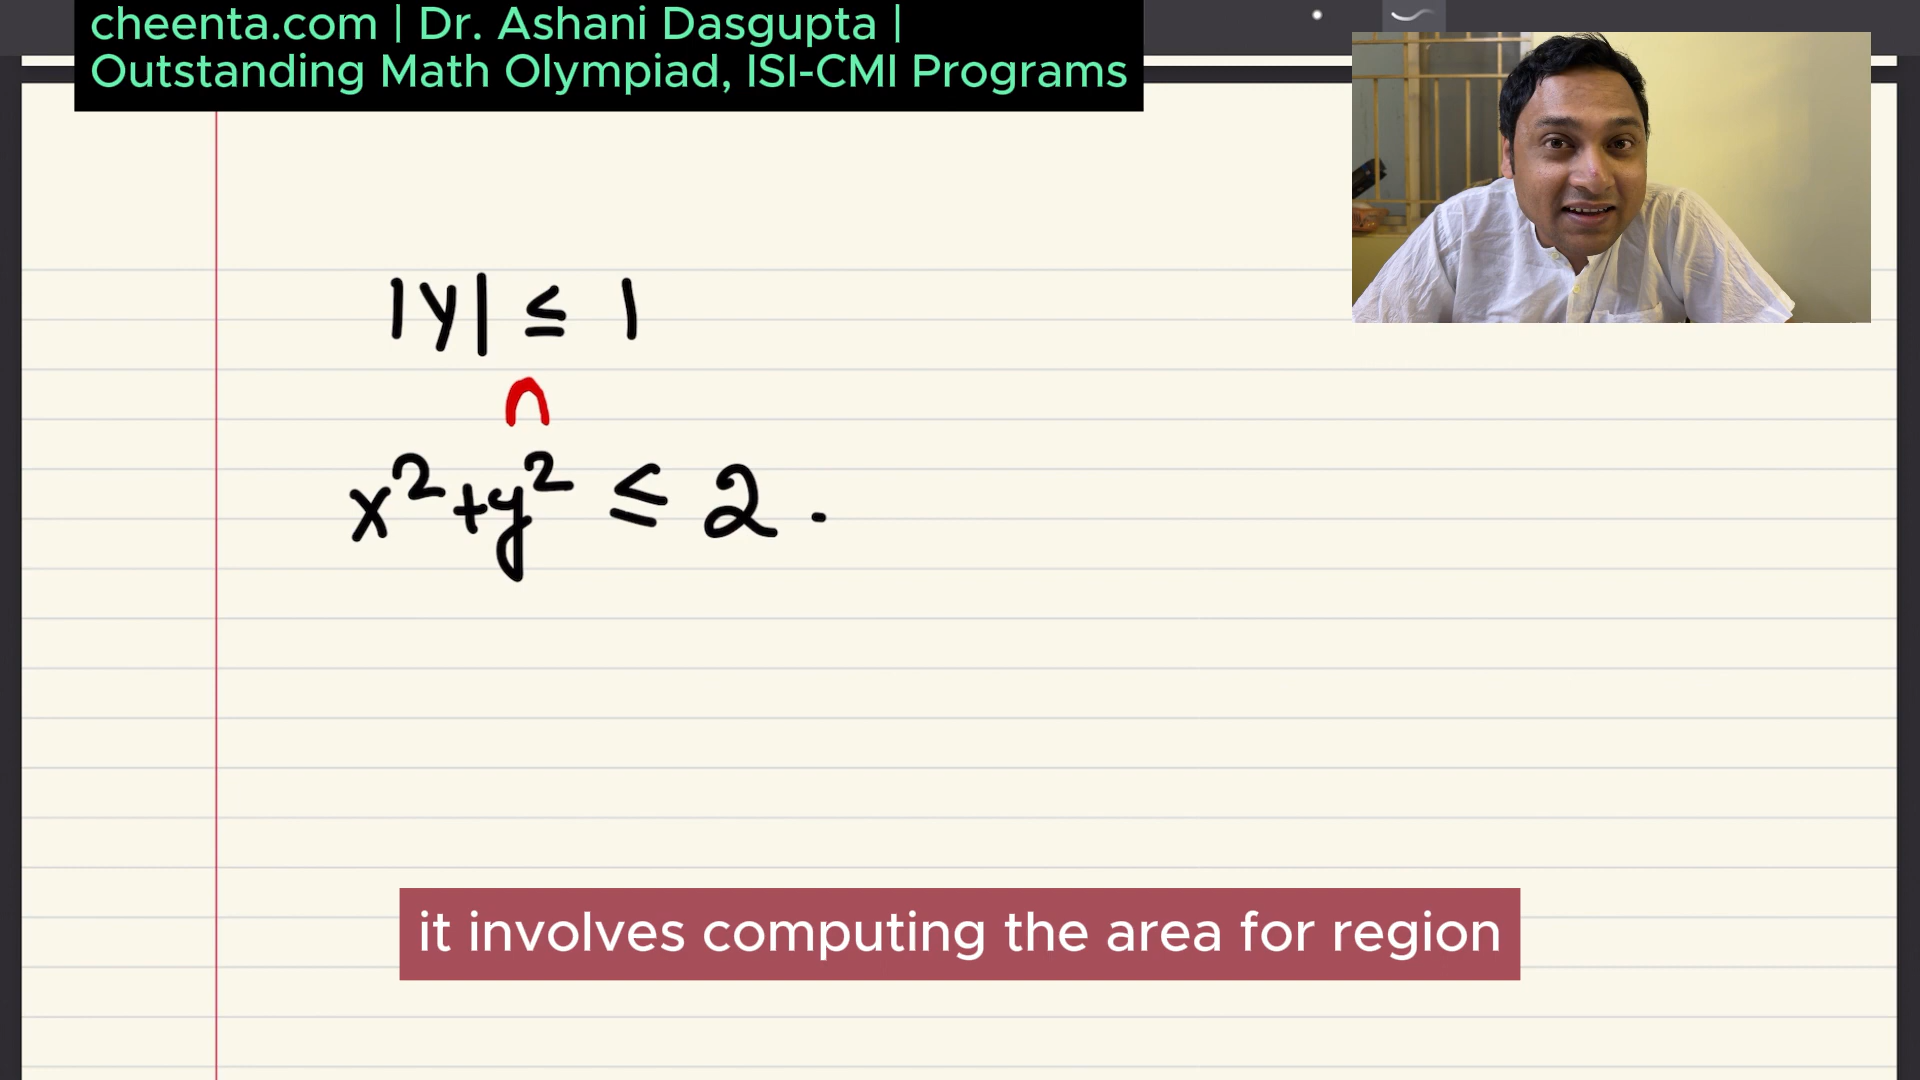 cheenta.com | Dr. Ashani Dasgupta |
Outstanding Math Olympiad, ISI-CMI Programs
|y| ≤ 1
∩
x²+y² ≤ 2.
it involves computing the area for region